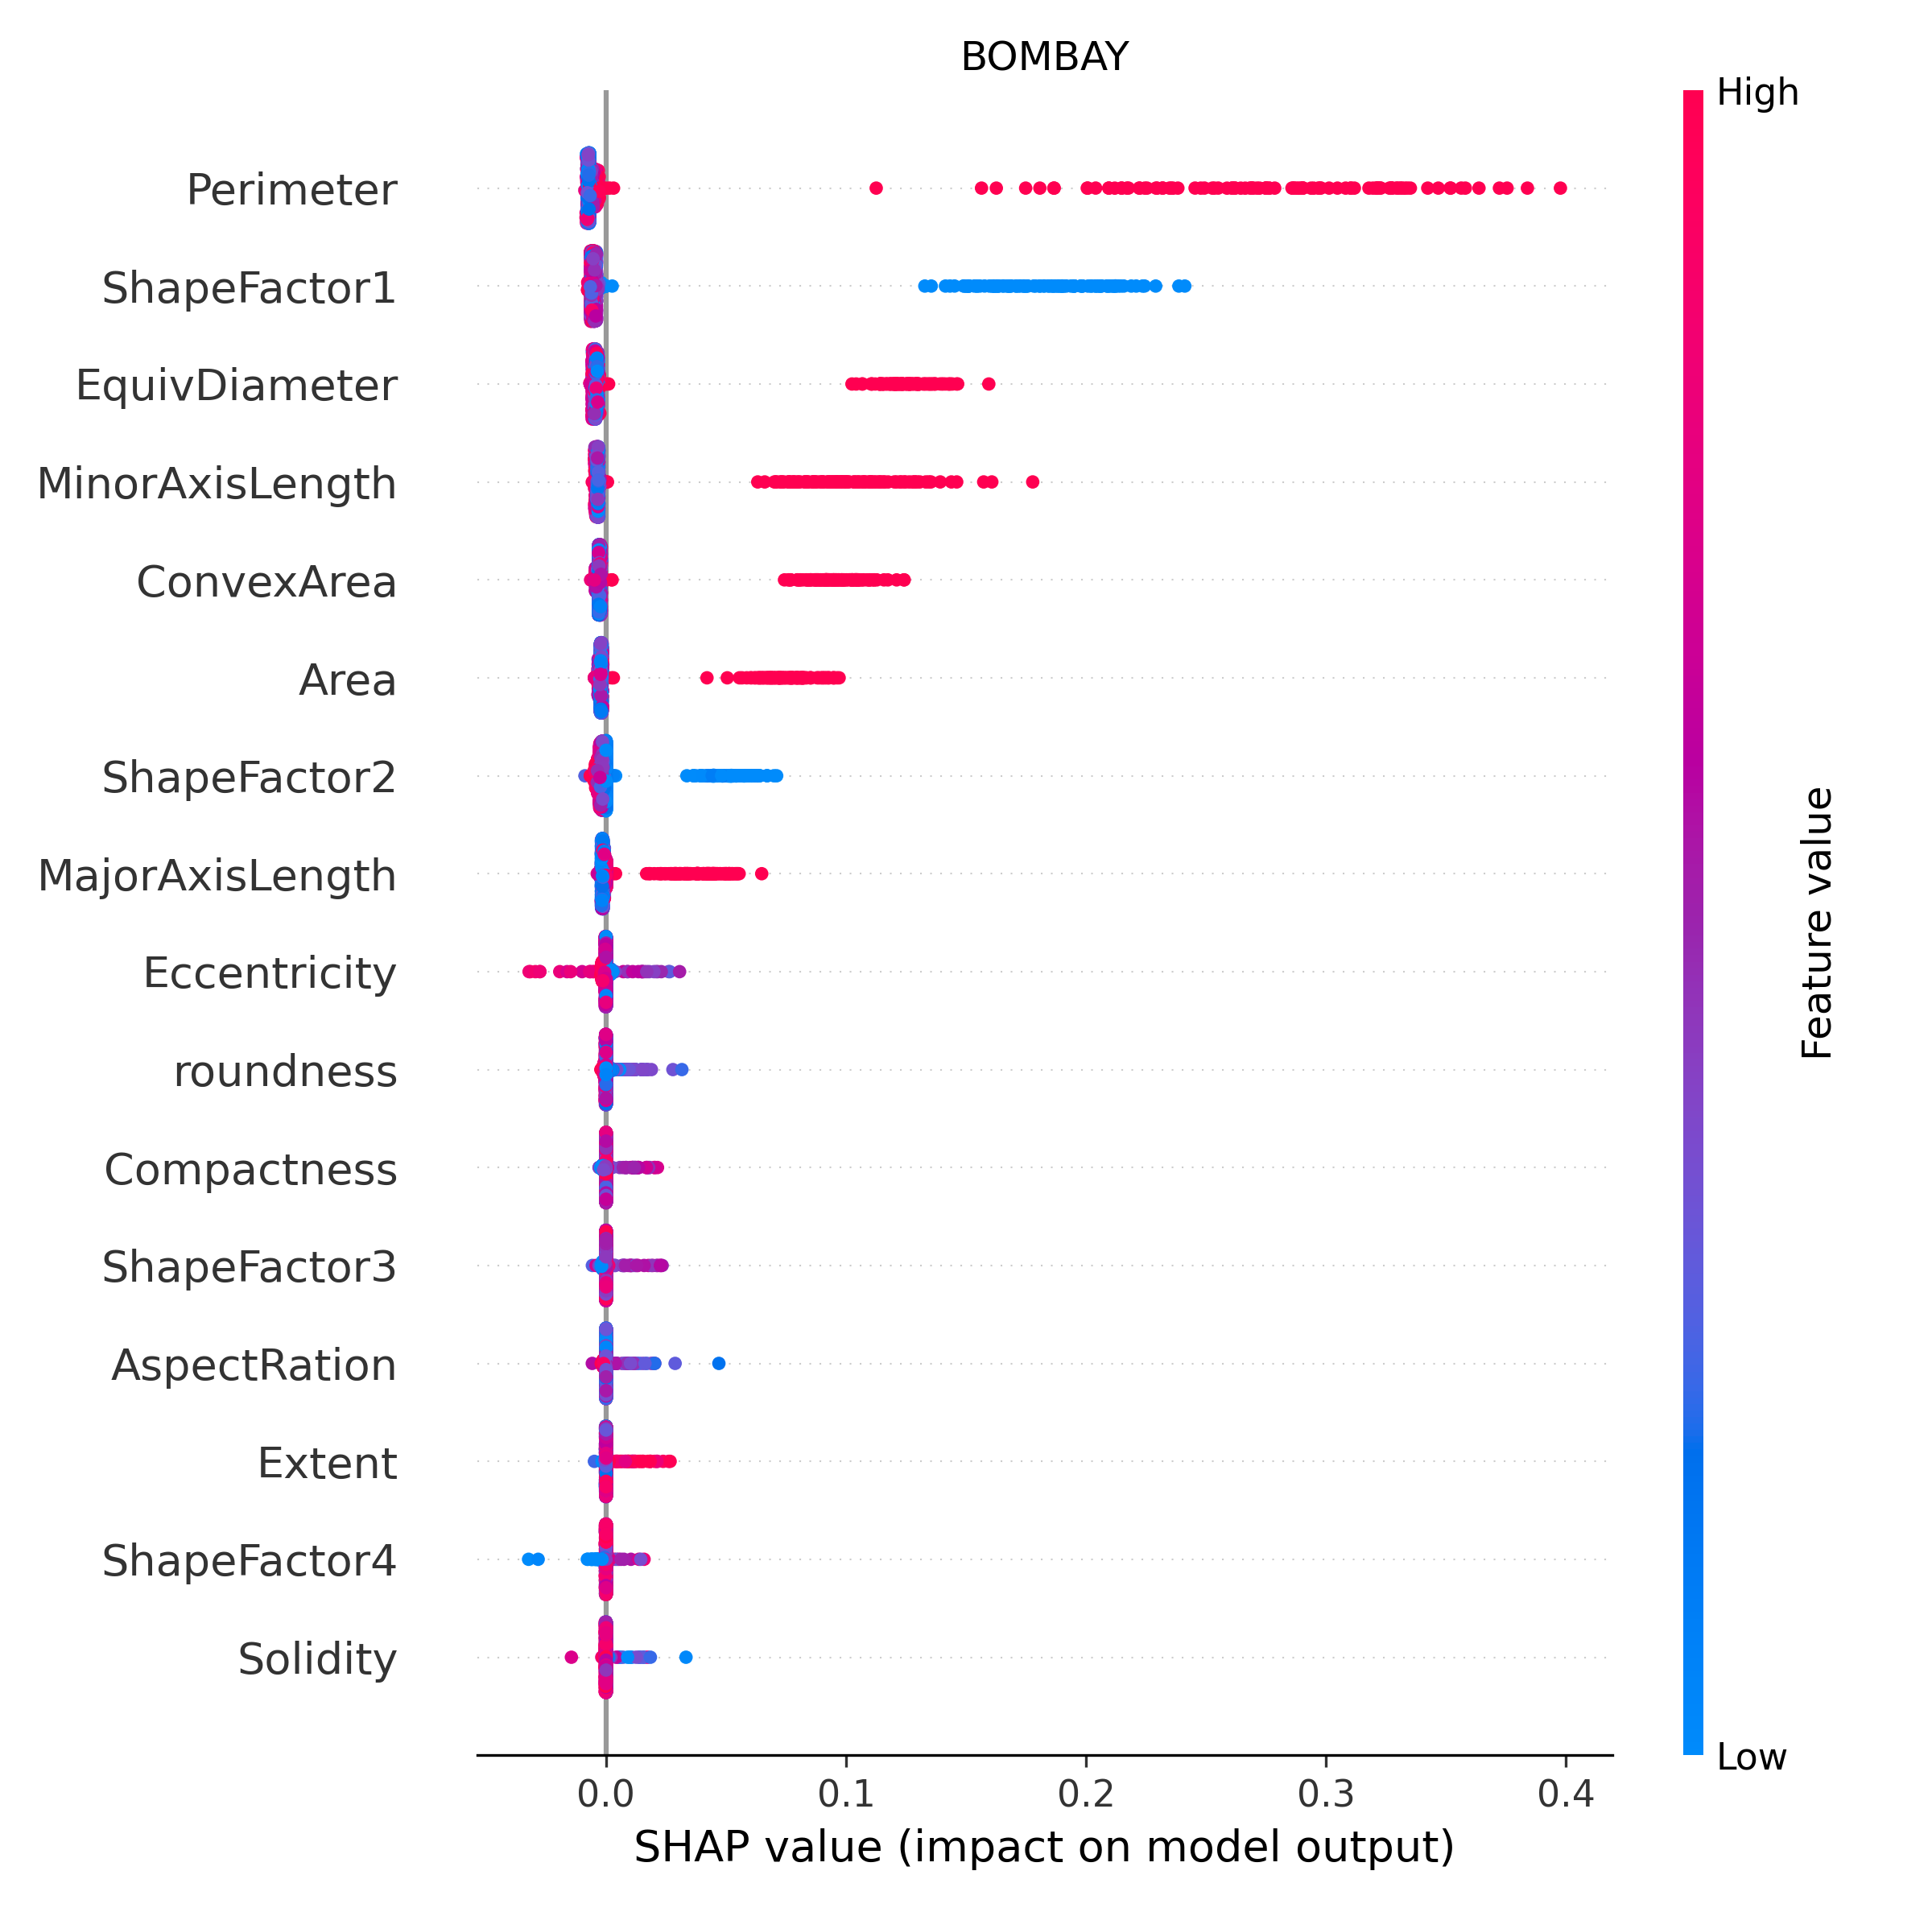 BOMBAY
High
Perimeter
ShapeFactor1
EquivDiameter
MinorAxisLength
ConvexArea
Area
ShapeFactor2
MajorAxisLength
Eccentricity
roundness
Compactness
ShapeFactor3
AspectRation
Extent
ShapeFactor4
Solidity
Feature value
Low
0.0 0.1 0.2 0.3 0.4
SHAP value (impact on model output)